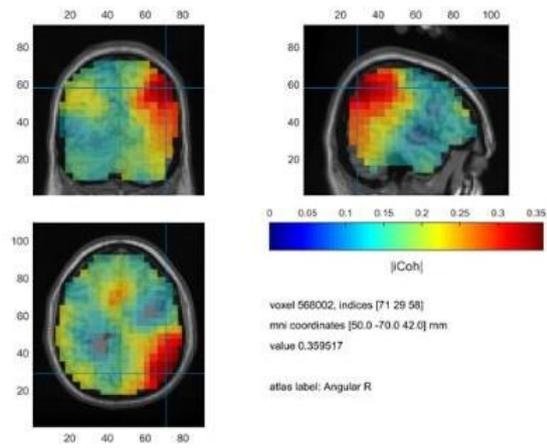 20 40 60 80
20 40 60 80 100
80
60
40
20
80
60
40
20
0 0.05 0.1 0.15 0.2 0.25 0.3 0.35
|iCoh|
100
80
60
40
20
20 40 60 80
voxel 568002, indices [71 29 58]
mni coordinates [50.0 -70.0 42.0] mm
value 0.359517
atlas label: Angular R